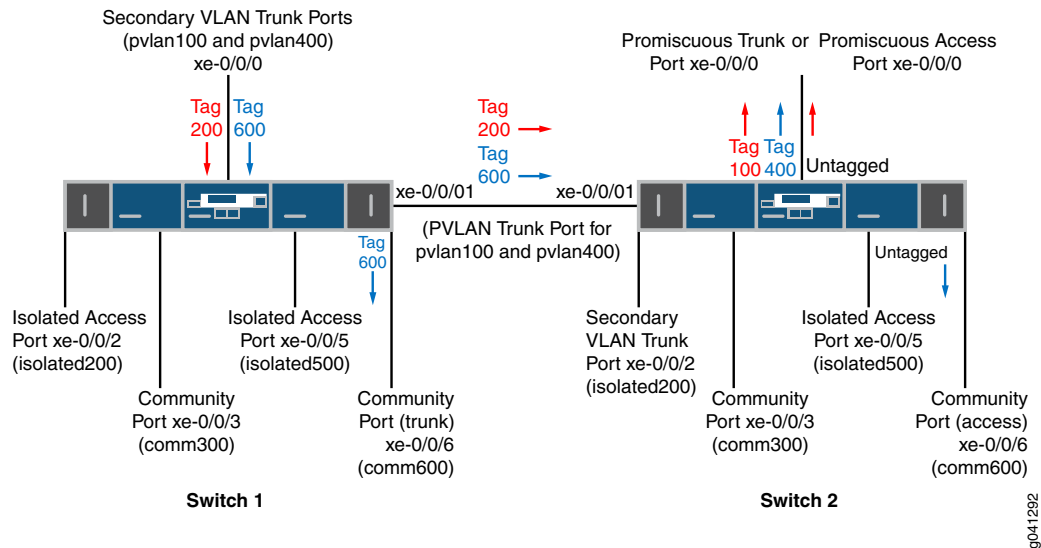 Secondary VLAN Trunk Ports
(pvlan100 and pvlan400)
xe-0/0/0
Promiscuous Trunk or Promiscuous Access
Port xe-0/0/0 Port xe-0/0/0
Tag Tag
200 600
Tag
200
Tag
600
Tag Tag
100 400 Untagged
xe-0/0/01 xe-0/0/01
(PVLAN Trunk Port for
pvlan100 and pvlan400)
Tag
600
Untagged
Isolated Access
Port xe-0/0/2
(isolated200)
Isolated Access
Port xe-0/0/5
(isolated500)
Secondary
VLAN Trunk
Port xe-0/0/2
(isolated200)
Isolated Access
Port xe-0/0/5
(isolated500)
Community
Port xe-0/0/3
(comm300)
Community
Port (trunk)
xe-0/0/6
(comm600)
Community
Port xe-0/0/3
(comm300)
Community
Port (access)
xe-0/0/6
(comm600)
Switch 1
Switch 2
g041292